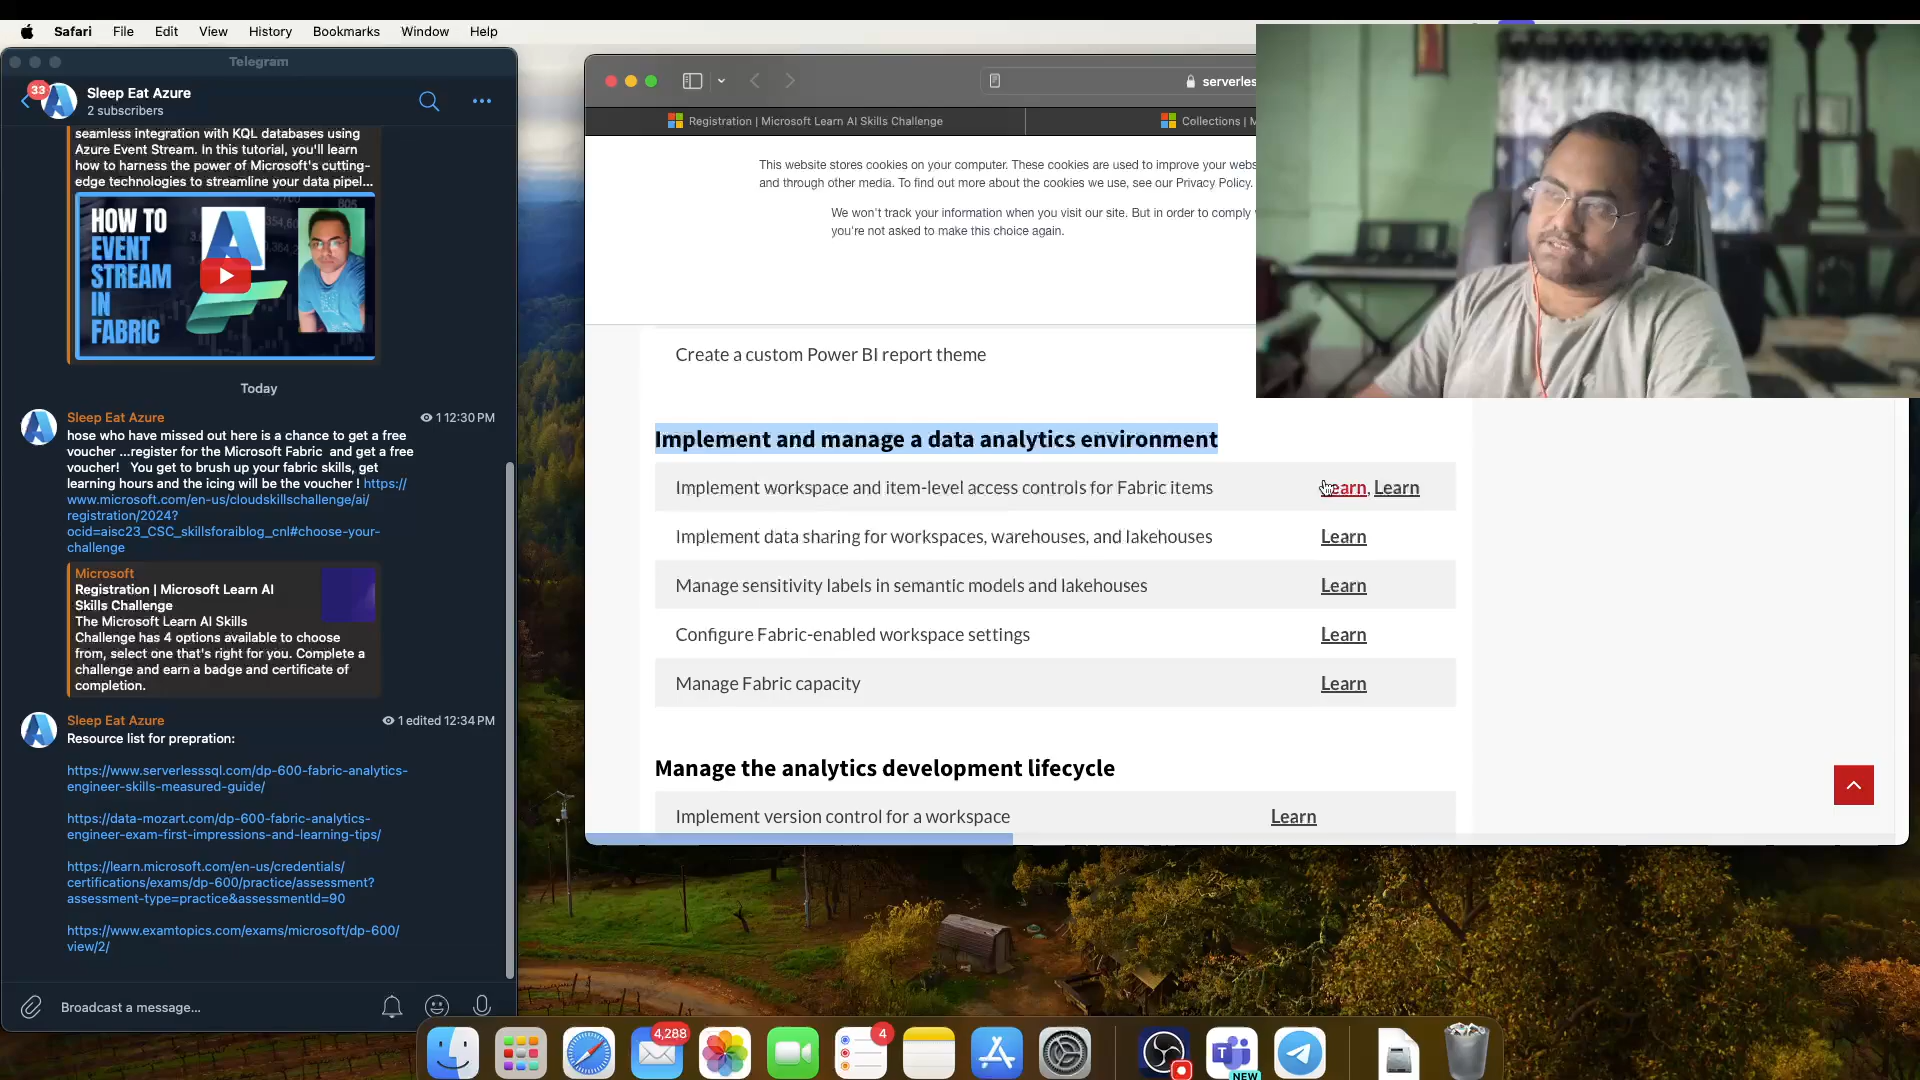 Safari File Edit View History Bookmarks Window Help
Telegram
33
Sleep Eat Azure
2 subscribers
seamless integration with KQL databases using
Azure Event Stream. In this tutorial, you'll learn
how to harness the power of Microsoft's cutting-
edge technologies to streamline your data pipel...
HOW TO
EVENT
STREAM
IN
FABRIC
Today
Sleep Eat Azure
1 12:30 PM
hose who have missed out here is a chance to get a free
voucher ...register for the Microsoft Fabric and get a free
voucher! You get to brush up your fabric skills, get
learning hours and the icing will be the voucher ! https://
www.microsoft.com/en-us/cloudskillschallenge/ai/
registration/2024?
ocid=aisc23_CSC_skillsforaiblog_cnl#choose-your-
challenge
Microsoft
Registration | Microsoft Learn AI
Skills Challenge
The Microsoft Learn AI Skills
Challenge has 4 options available to choose
from, select one that's right for you. Complete a
challenge and earn a badge and certificate of
completion.
Sleep Eat Azure
1 edited 12:34 PM
Resource list for prepration:
https://www.serverlesssql.com/dp-600-fabric-analytics-
engineer-skills-measured-guide/
https://data-mozart.com/dp-600-fabric-analytics-
engineer-exam-first-impressions-and-learning-tips/
https://learn.microsoft.com/en-us/credentials/
certifications/exams/dp-600/practice/assessment?
assessment-type=practice&assessmentId=90
https://www.examtopics.com/exams/microsoft/dp-600/
view/2/
Broadcast a message...
serverles
Registration | Microsoft Learn AI Skills Challenge
Collections | M
This website stores cookies on your computer. These cookies are used to improve your webs
and through other media. To find out more about the cookies we use, see our Privacy Policy.
We won't track your information when you visit our site. But in order to comply
you're not asked to make this choice again.
Create a custom Power BI report theme
Implement and manage a data analytics environment
Implement workspace and item-level access controls for Fabric items Learn, Learn
Implement data sharing for workspaces, warehouses, and lakehouses Learn
Manage sensitivity labels in semantic models and lakehouses Learn
Configure Fabric-enabled workspace settings Learn
Manage Fabric capacity Learn
Manage the analytics development lifecycle
Implement version control for a workspace Learn
4,288
4
NEW